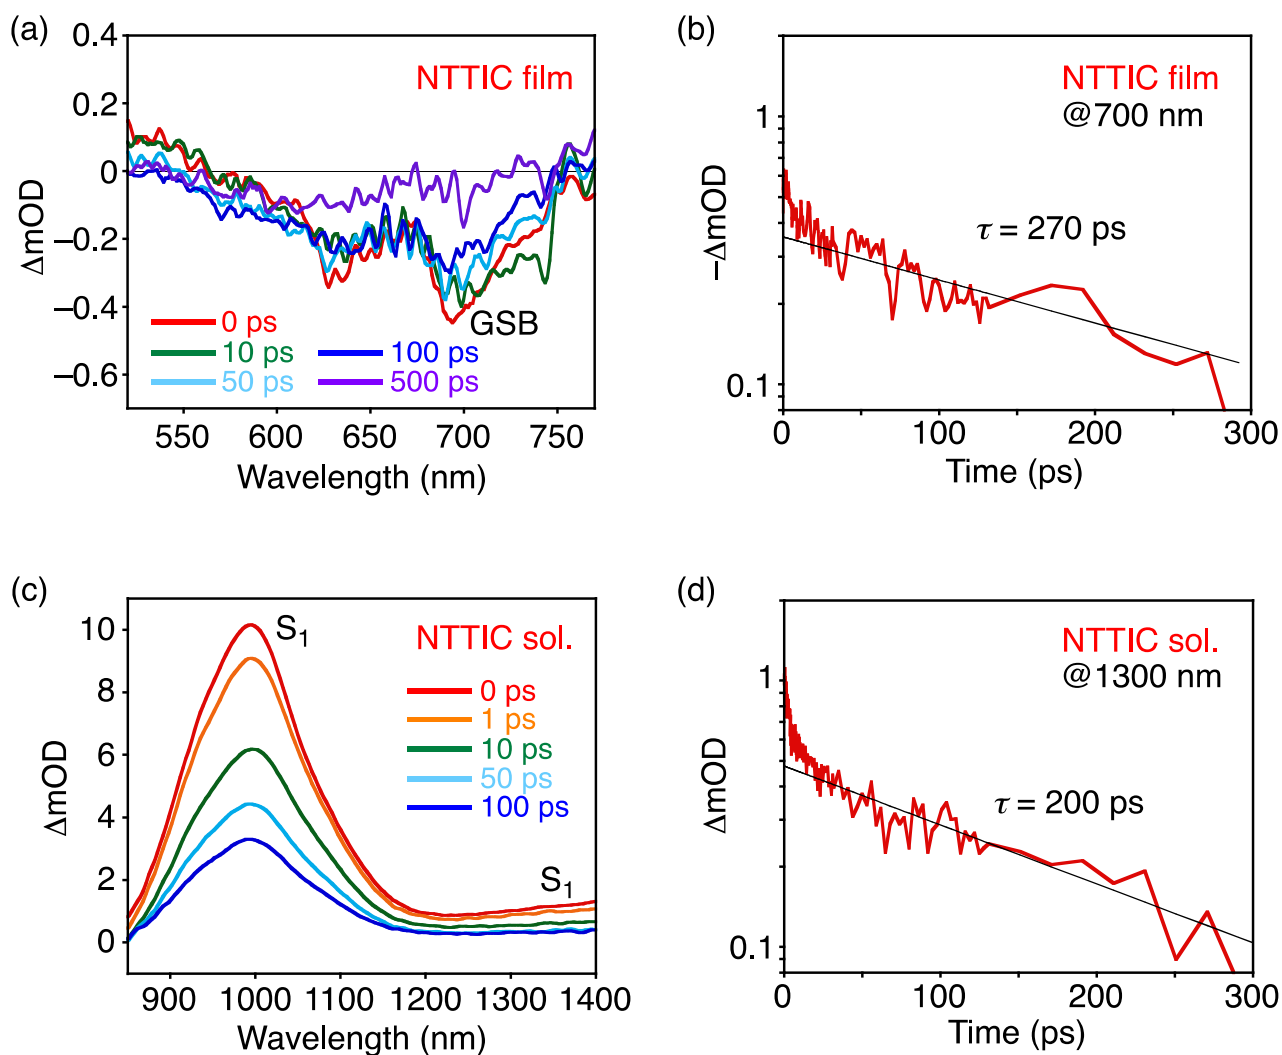 (a)
0.4
0.2
0
−0.2
−0.4
−0.6
ΔmOD
NTTIC film
GSB
0 ps
10 ps
100 ps
50 ps
500 ps
550
600
650
700
750
Wavelength (nm)
(b)
1
0.1
−ΔmOD
NTTIC film
@700 nm
τ = 270 ps
0
100
200
300
Time (ps)
(c)
10
8
6
4
2
0
ΔmOD
S1
NTTIC sol.
0 ps
1 ps
10 ps
50 ps
100 ps
S1
900
1000
1100
1200
1300
1400
Wavelength (nm)
(d)
1
0.1
ΔmOD
NTTIC sol.
@1300 nm
τ = 200 ps
0
100
200
300
Time (ps)